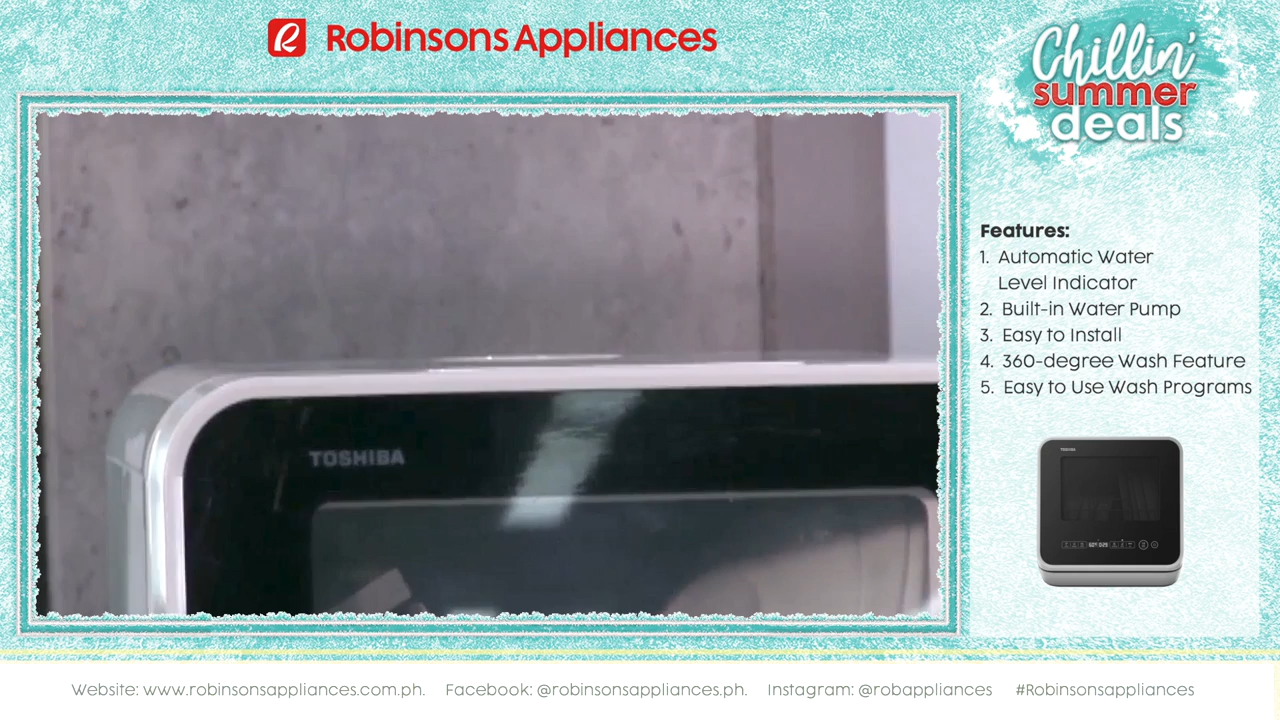 R Robinsons Appliances
Chillin'
summer
deals
TOSHIBA
Features:
1. Automatic Water
Level Indicator
2. Built-in Water Pump
3. Easy to Install
4. 360-degree Wash Feature
5. Easy to Use Wash Programs
TOSHIBA
Website: www.robinsonsappliances.com.ph. Facebook: @robinsonsappliances.ph. Instagram: @robappliances #Robinsonsappliances